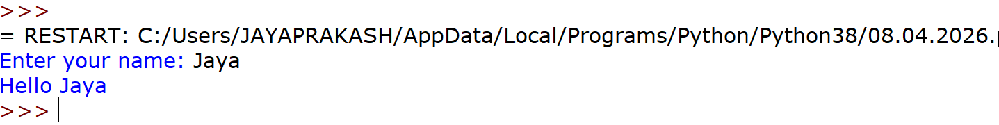 >>>
= RESTART: C:/Users/JAYAPRAKASH/AppData/Local/Programs/Python/Python38/08.04.2026.p
Enter your name: Jaya
Hello Jaya
>>>